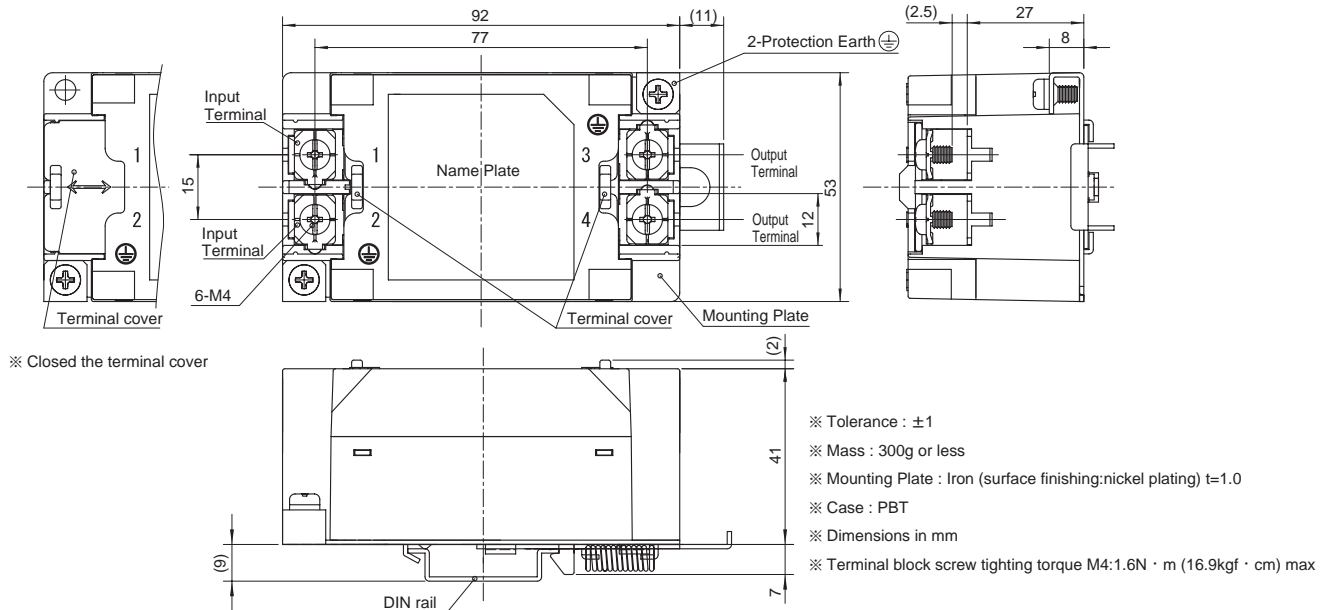 92
(11)
77
2-Protection Earth
(2.5)
27
8
Input
Terminal
1
2
15
1
2
Name Plate
3
4
Output
Terminal
Output
Terminal
12
53
Input
Terminal
6-M4
Terminal cover
Terminal cover
Mounting Plate
※ Closed the terminal cover
(2)
41
(9)
7
DIN rail
※ Tolerance : ±1
※ Mass : 300g or less
※ Mounting Plate : Iron (surface finishing:nickel plating) t=1.0
※ Case : PBT
※ Dimensions in mm
※ Terminal block screw tighting torque M4:1.6N · m (16.9kgf · cm) max